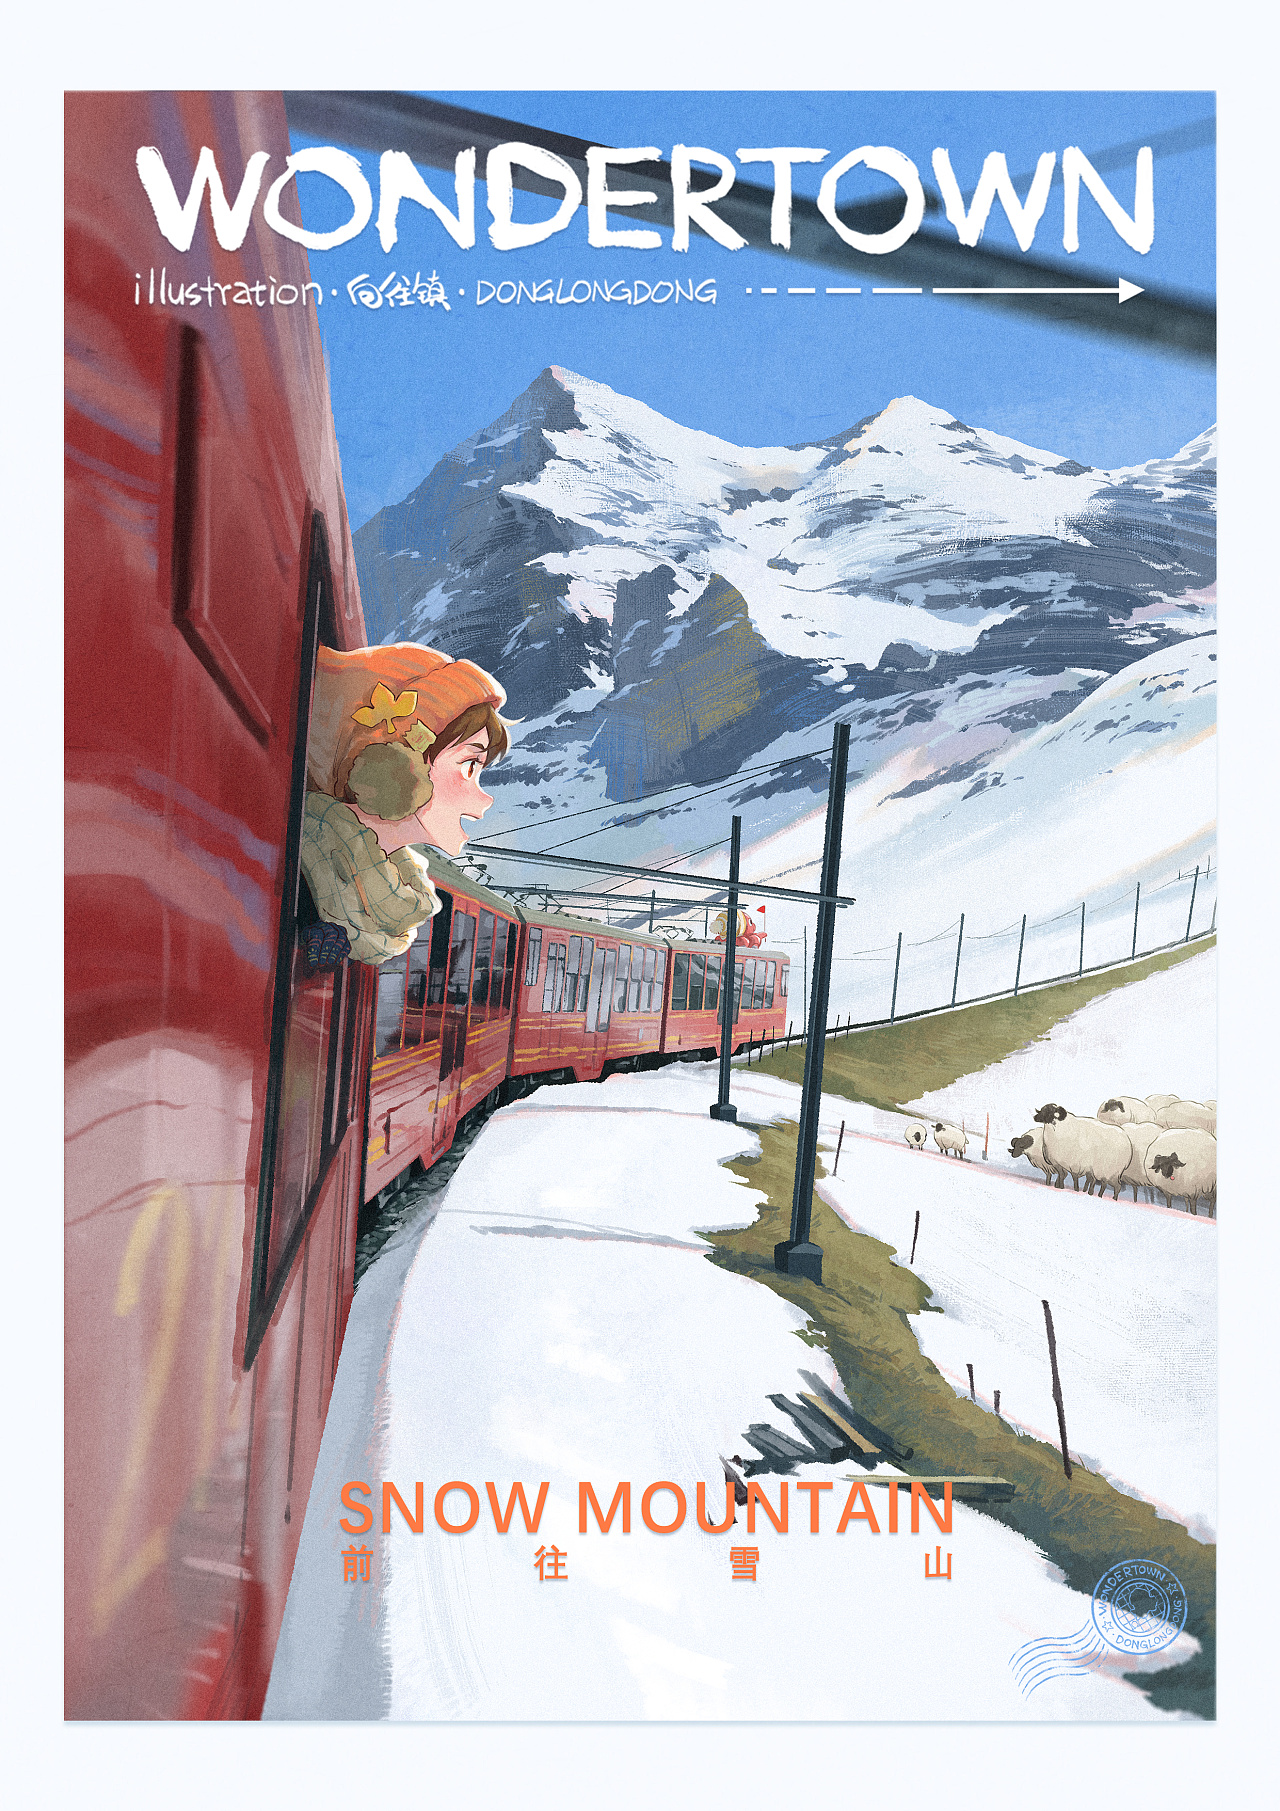 WONDERTOWN
illustration · 向往镇 · DONGLONGDONG
SNOW MOUNTAIN
前往雪山
WONDERTOWN
DONGLONGDONG